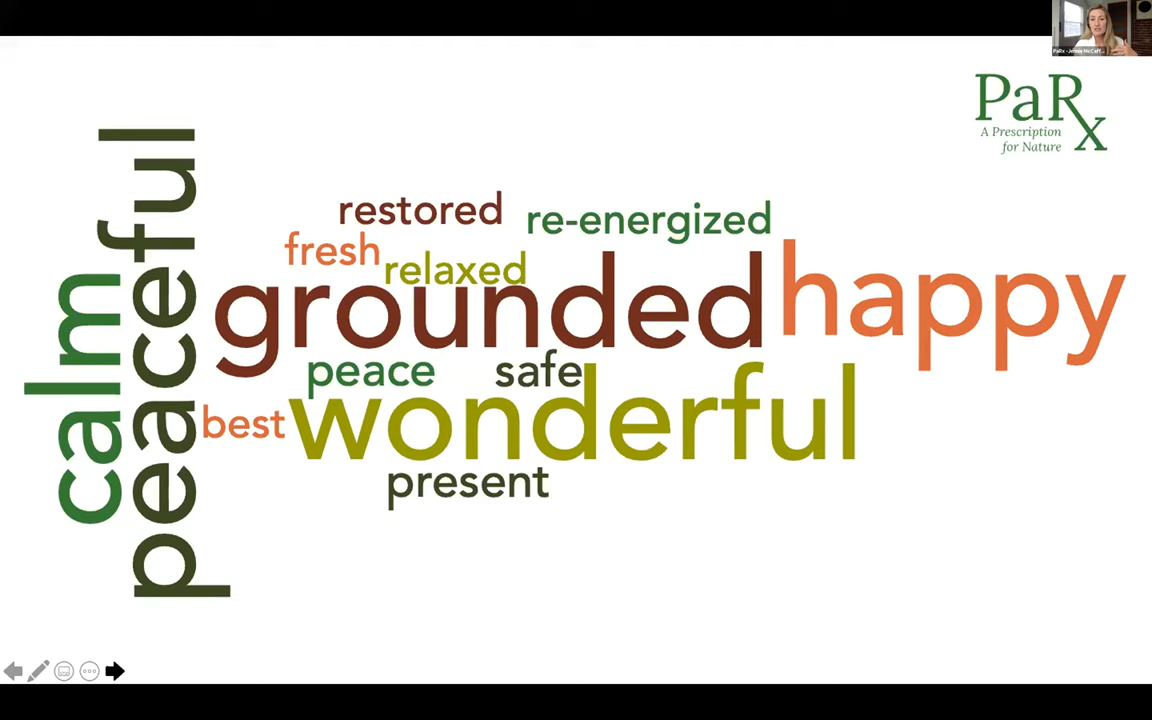 PaRx
A Prescription
for Nature
calm
peaceful
restored
re-energized
fresh
relaxed
grounded
happy
peace
safe
best
wonderful
present